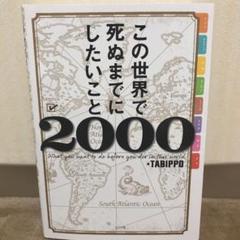 この世界で
死ぬまでに
したいこと
2000
What you want to do before you die in this world
•TABIPPO
South Atlantic Ocean